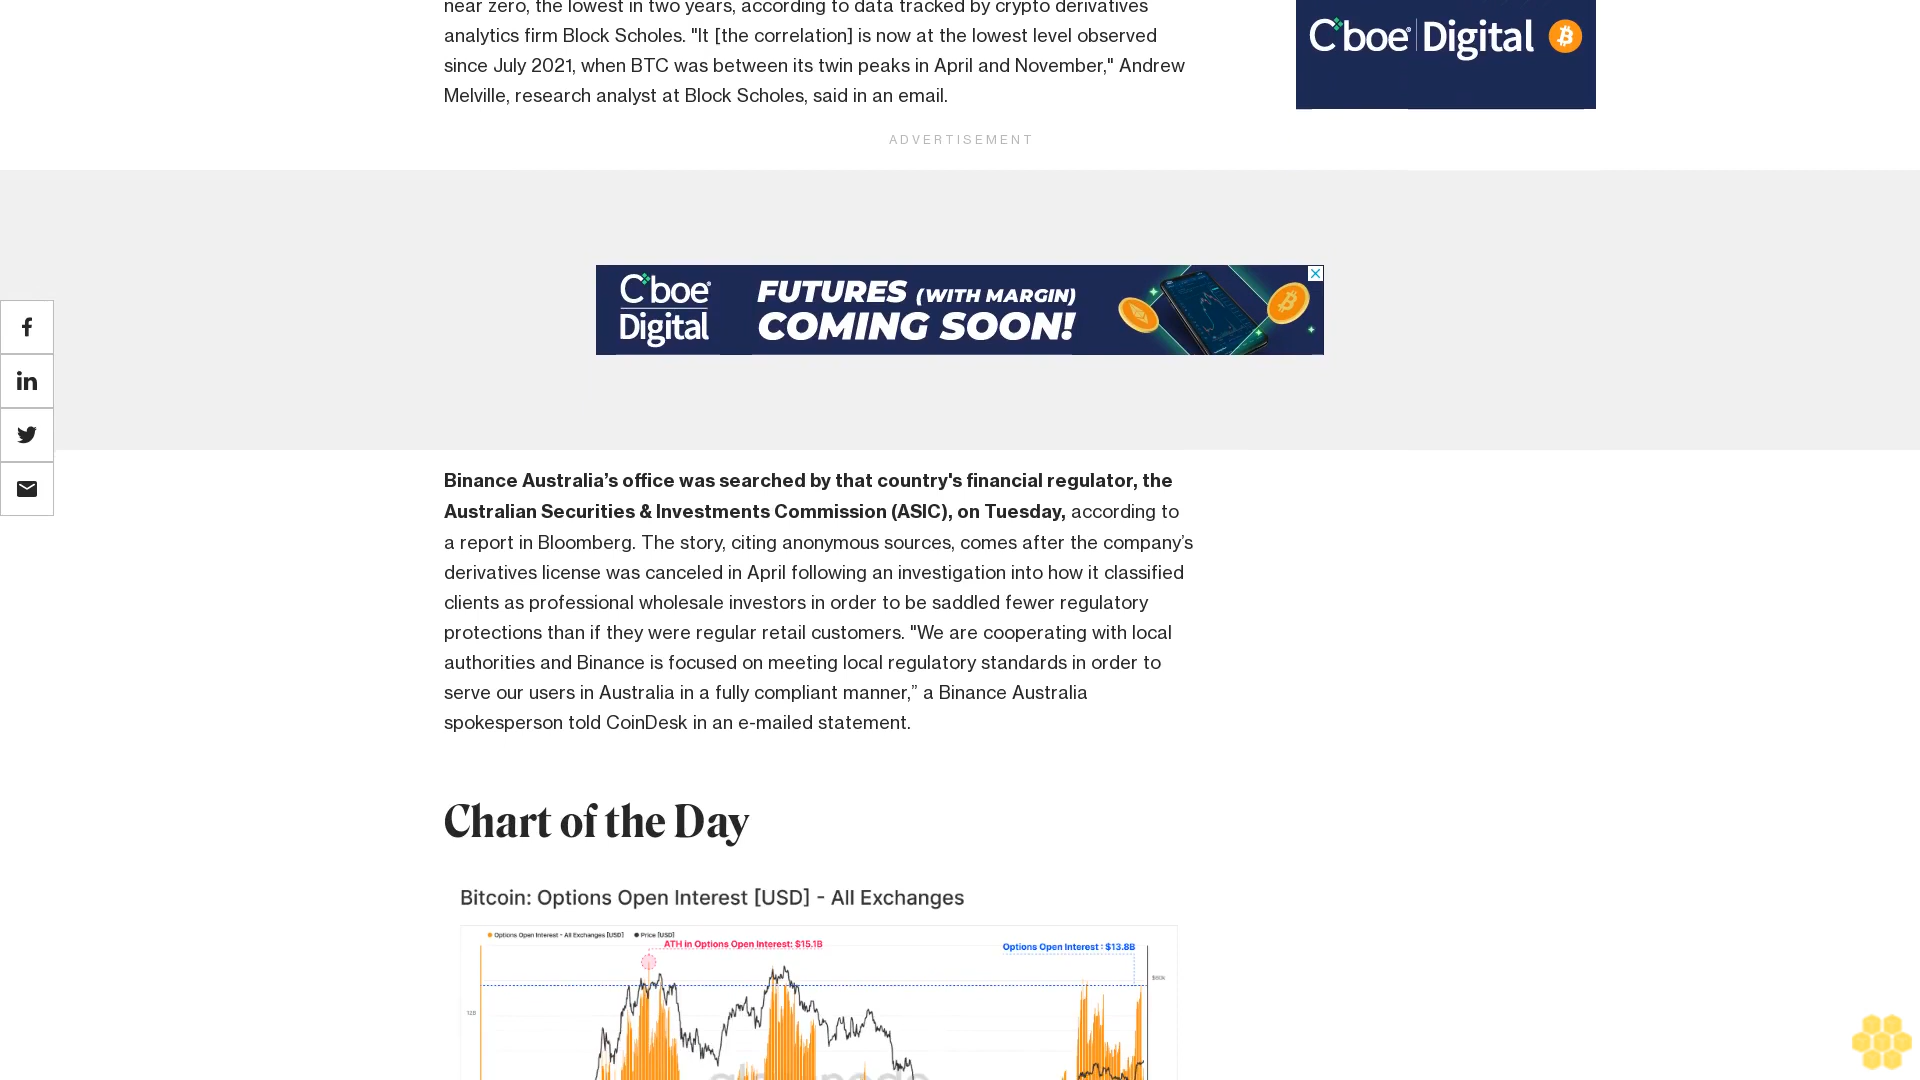 near zero, the lowest in two years, according to data tracked by crypto derivatives
analytics firm Block Scholes. "It [the correlation] is now at the lowest level observed
since July 2021, when BTC was between its twin peaks in April and November," Andrew
Melville, research analyst at Block Scholes, said in an email.
Cboe Digital
ADVERTISEMENT
Cboe Digital
FUTURES (WITH MARGIN)
COMING SOON!
Binance Australia’s office was searched by that country's financial regulator, the
Australian Securities & Investments Commission (ASIC), on Tuesday, according to
a report in Bloomberg. The story, citing anonymous sources, comes after the company’s
derivatives license was canceled in April following an investigation into how it classified
clients as professional wholesale investors in order to be saddled fewer regulatory
protections than if they were regular retail customers. "We are cooperating with local
authorities and Binance is focused on meeting local regulatory standards in order to
serve our users in Australia in a fully compliant manner,” a Binance Australia
spokesperson told CoinDesk in an e-mailed statement.
Chart of the Day
Bitcoin: Options Open Interest [USD] - All Exchanges
Options Open Interest - All Exchanges [USD] Price [USD]
ATH in Options Open Interest: $15.1B
Options Open Interest : $13.8B
$60k
12B